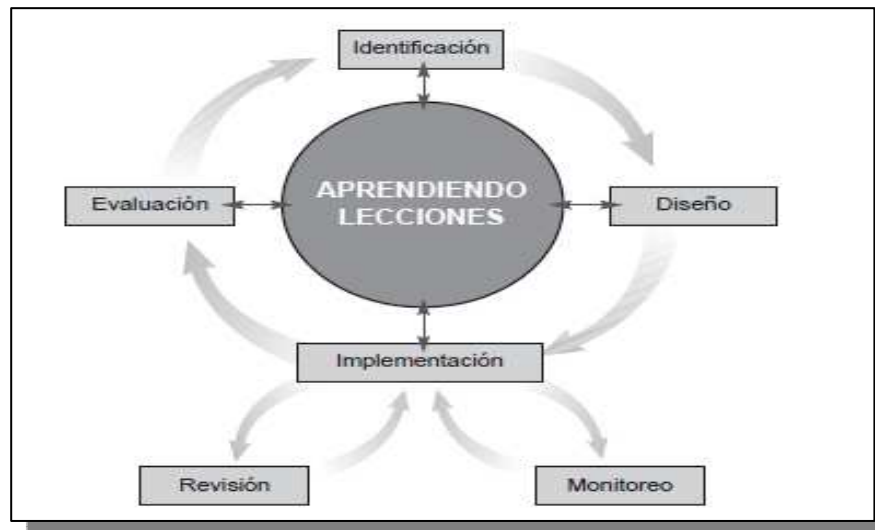 Identificación
APRENDIENDO
LECCIONES
Evaluación
Diseño
Implementación
Revisión
Monitoreo